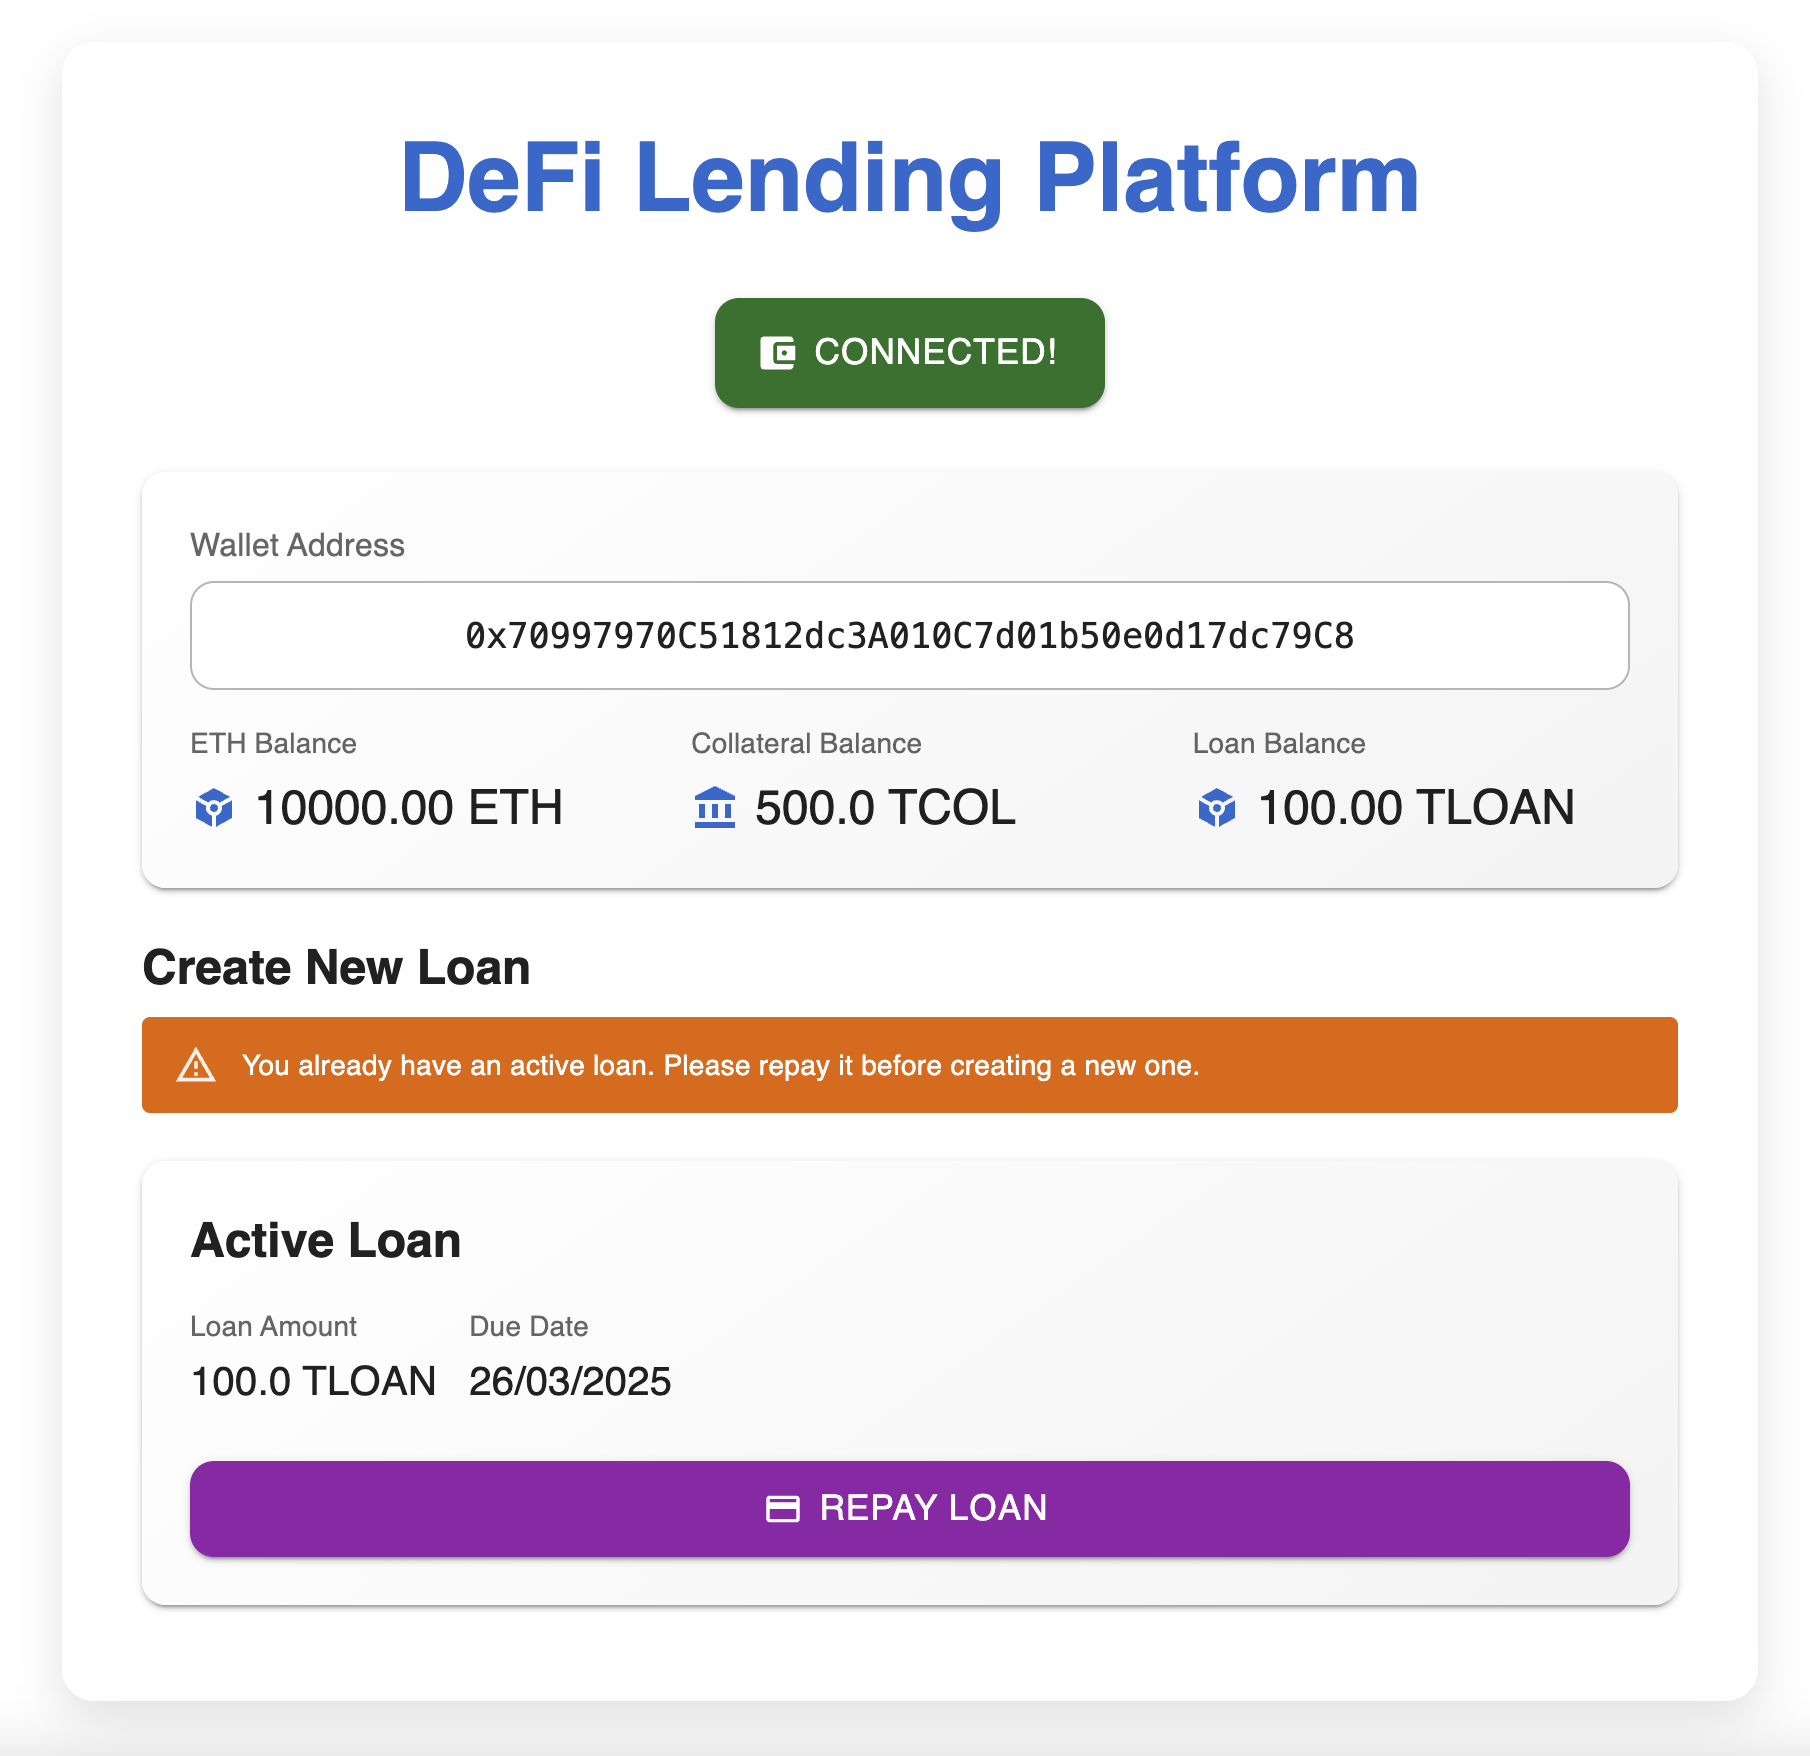 DeFi Lending Platform
CONNECTED!
Wallet Address
0x70997970C51812dc3A010C7d01b50e0d17dc79C8
ETH Balance
10000.00 ETH
Collateral Balance
500.0 TCOL
Loan Balance
100.00 TLOAN
Create New Loan
You already have an active loan. Please repay it before creating a new one.
Active Loan
Loan Amount
100.0 TLOAN
Due Date
26/03/2025
REPAY LOAN